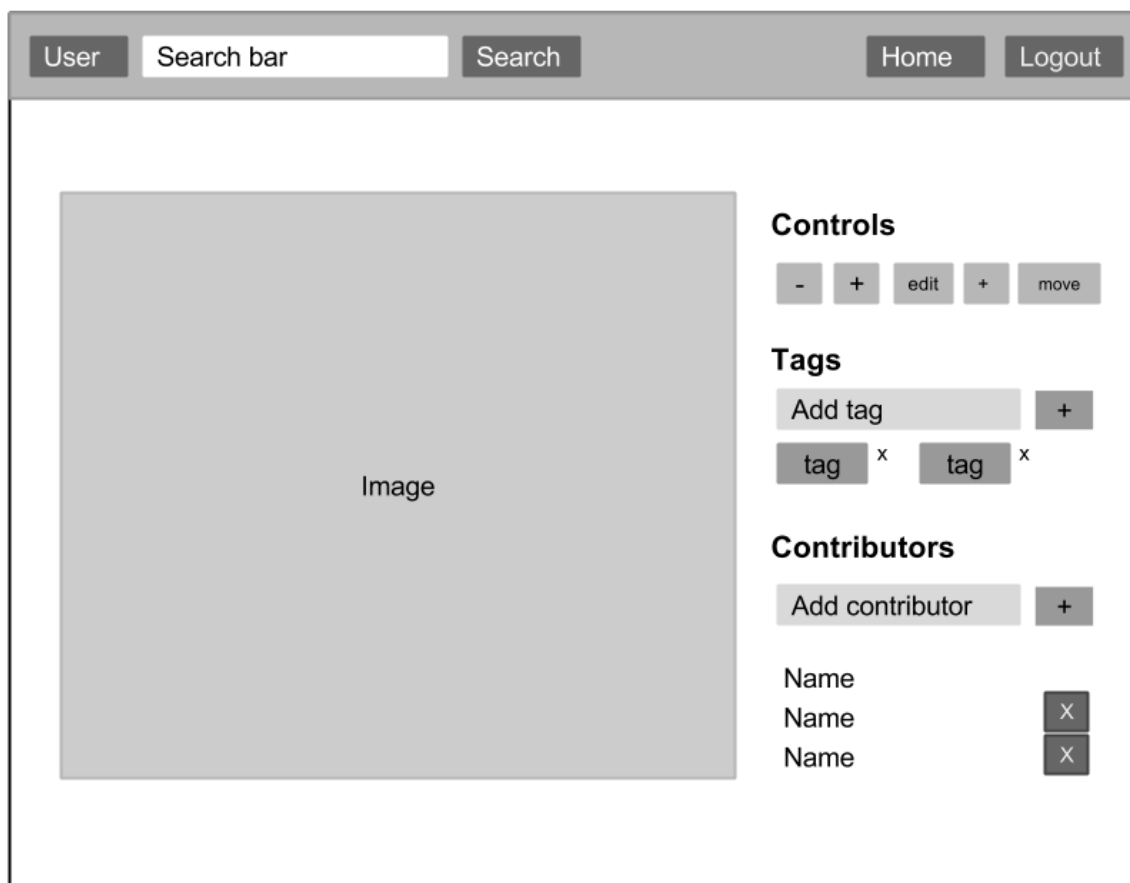 User Search bar Search Home Logout
Controls
- + edit + move
Tags
Add tag +
tag x tag x
Image
Contributors
Add contributor +
Name
Name X
Name X